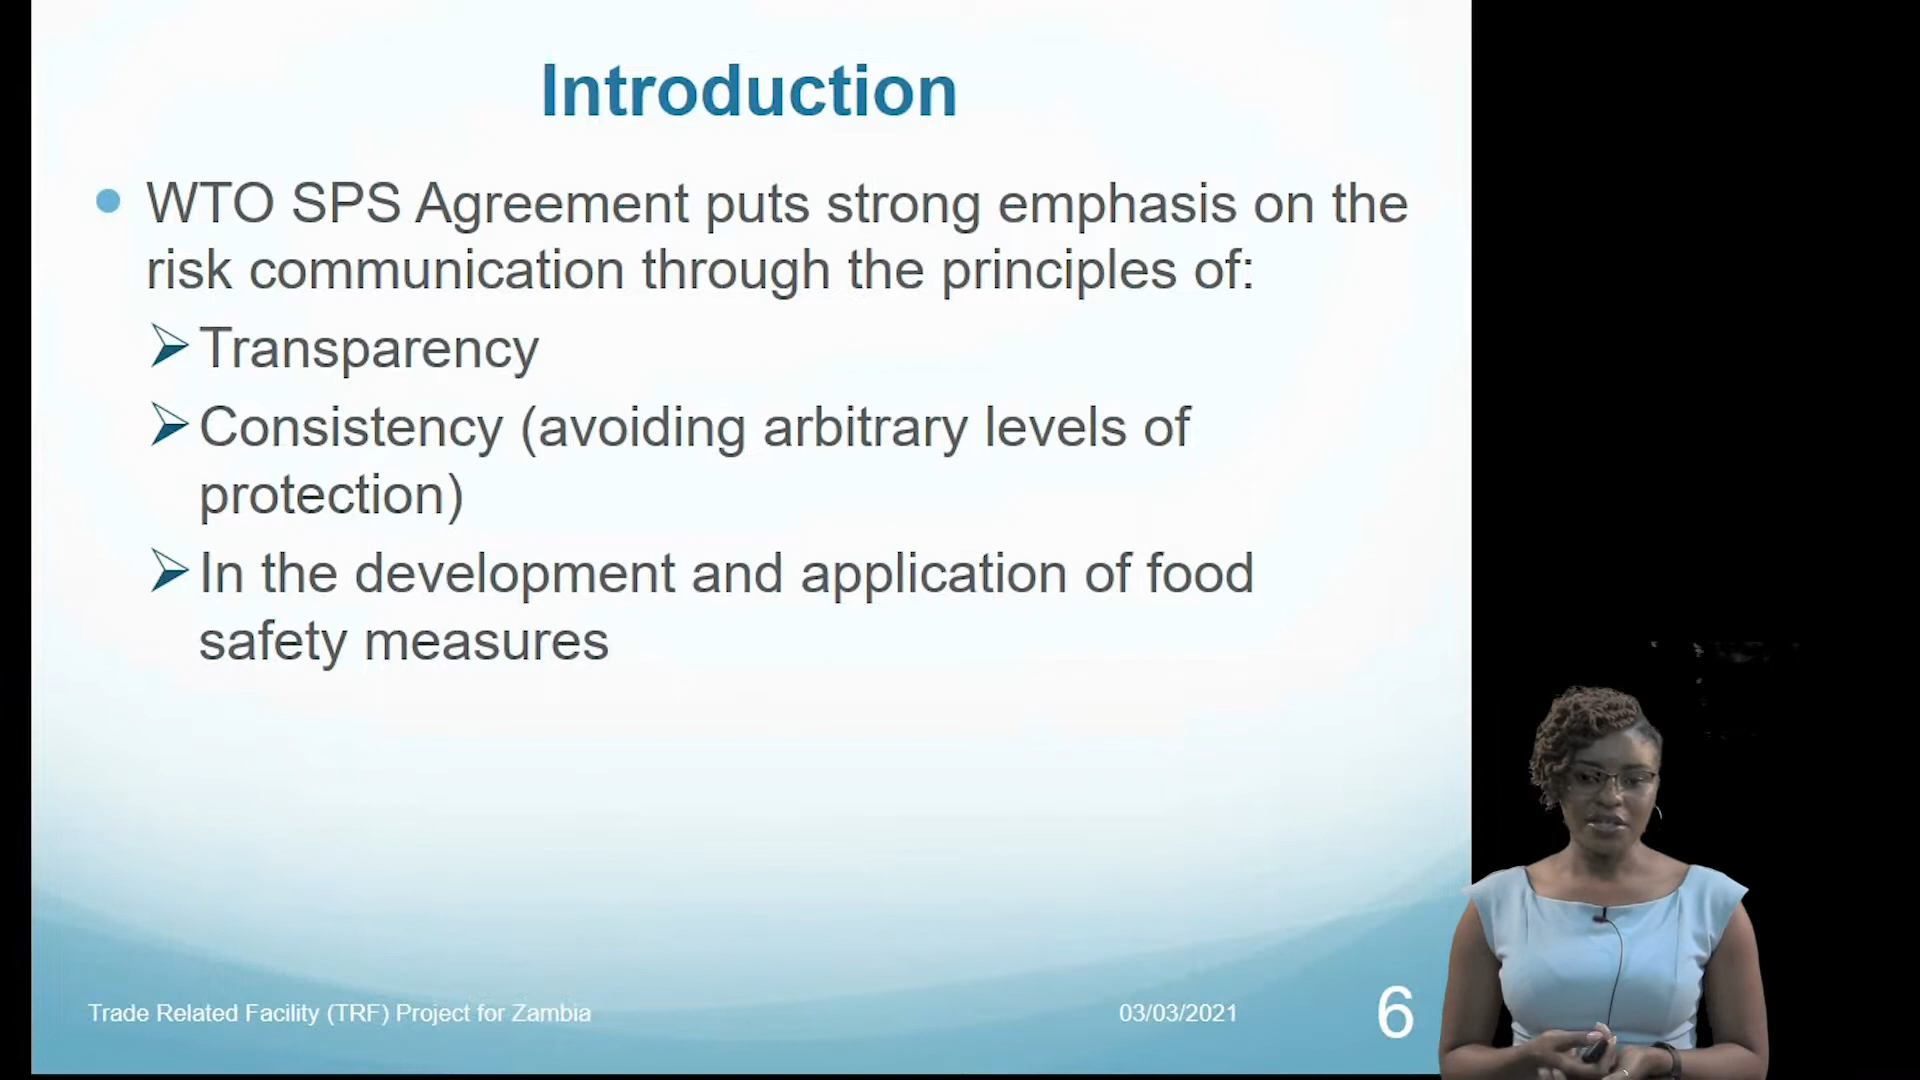 Introduction
WTO SPS Agreement puts strong emphasis on the
risk communication through the principles of:
Transparency
Consistency (avoiding arbitrary levels of
protection)
In the development and application of food
safety measures
Trade Related Facility (TRF) Project for Zambia
03/03/2021
6